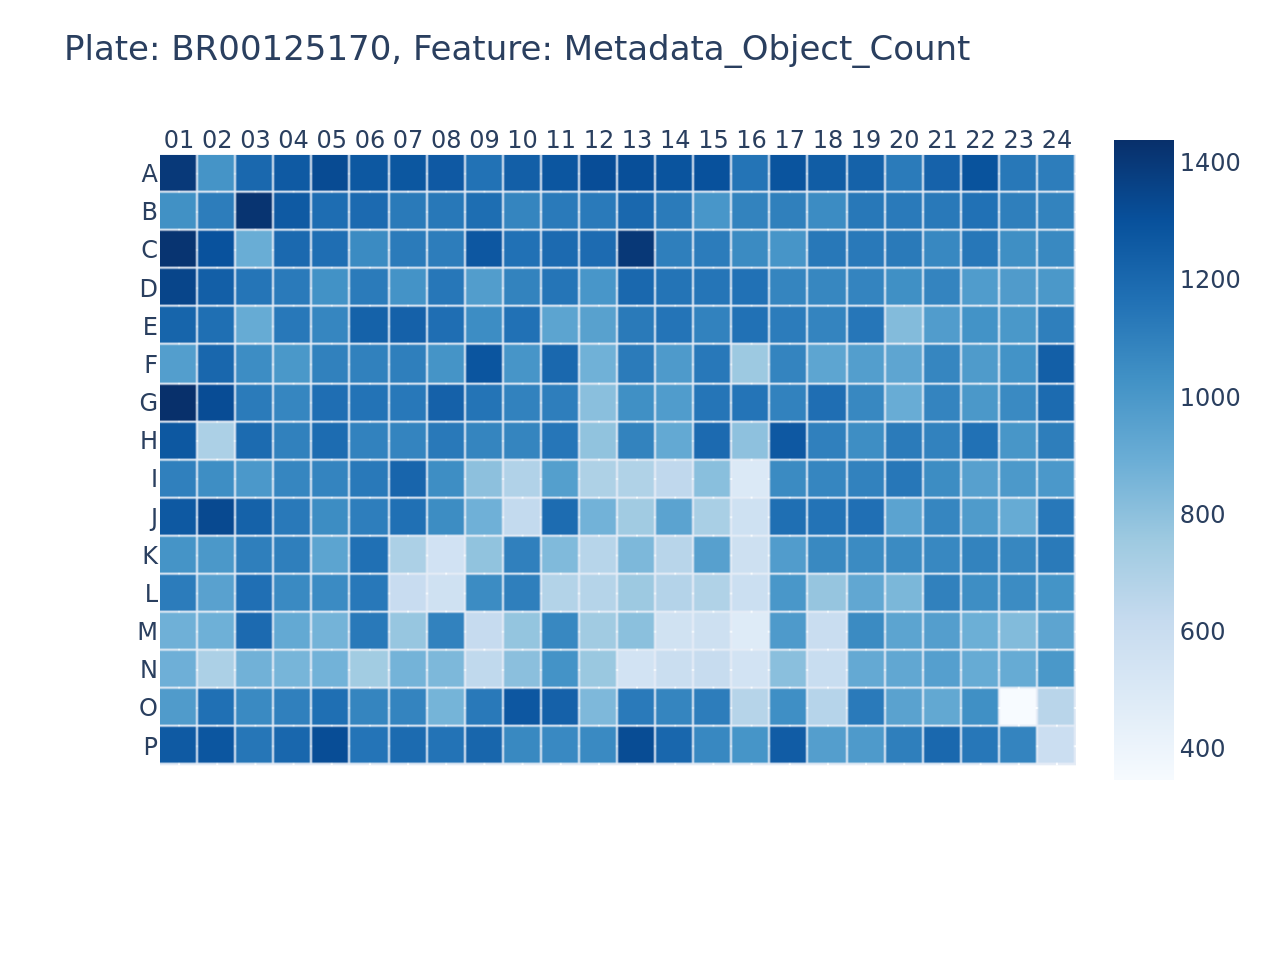 Plate: BR00125170, Feature: Metadata_Object_Count
01 02 03 04 05 06 07 08 09 10 11 12 13 14 15 16 17 18 19 20 21 22 23 24
A
B
C
D
E
F
G
H
I
J
K
L
M
N
O
P
1400
1200
1000
800
600
400